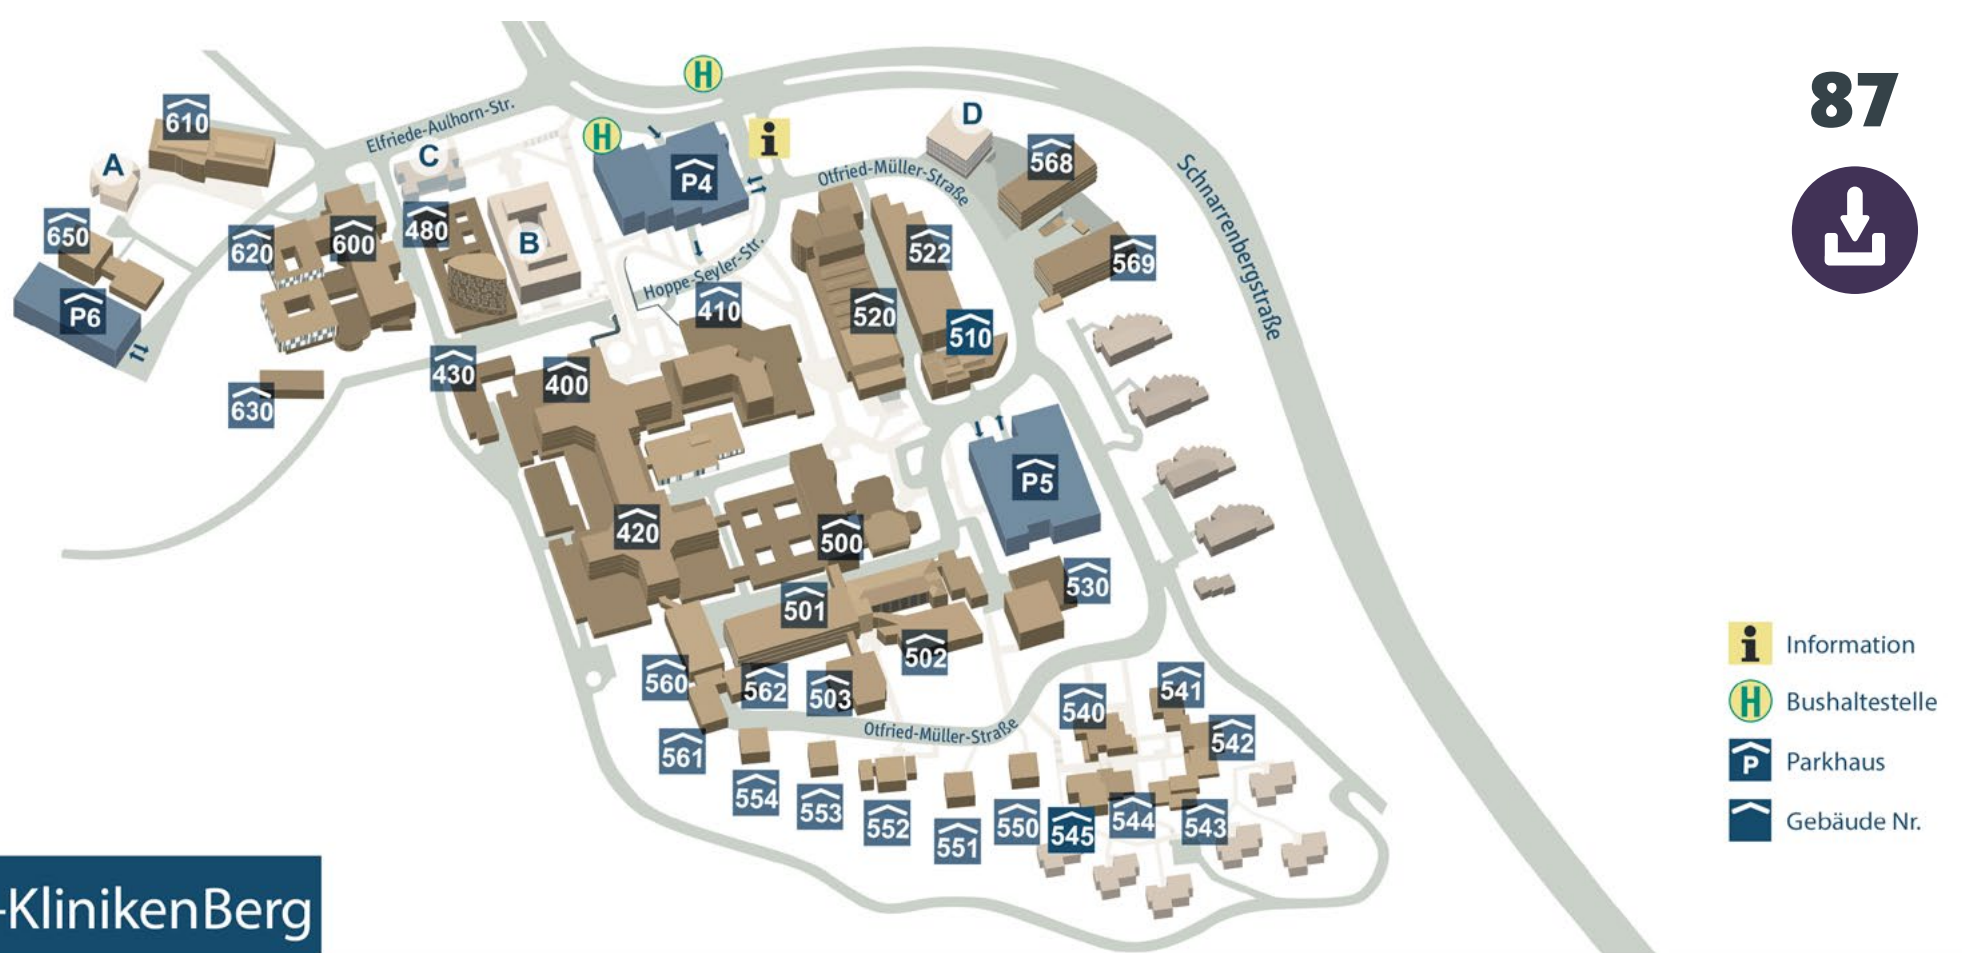 87
H
H
i
D
610
Elfriede-Aulhorn-Str.
C
A
P4
568
Otfried-Müller-Straße
Schnarrenbergstraße
650
620
600
480
B
522
569
P6
Hoppe-Seyler-Str.
410
520
510
430
400
630
P5
420
500
530
501
502
560
562
503
541
540
542
Otfried-Müller-Straße
561
554
553
552
551
550
545
544
543
i Information
H Bushaltestelle
P Parkhaus
Gebäude Nr.
-KlinikenBerg